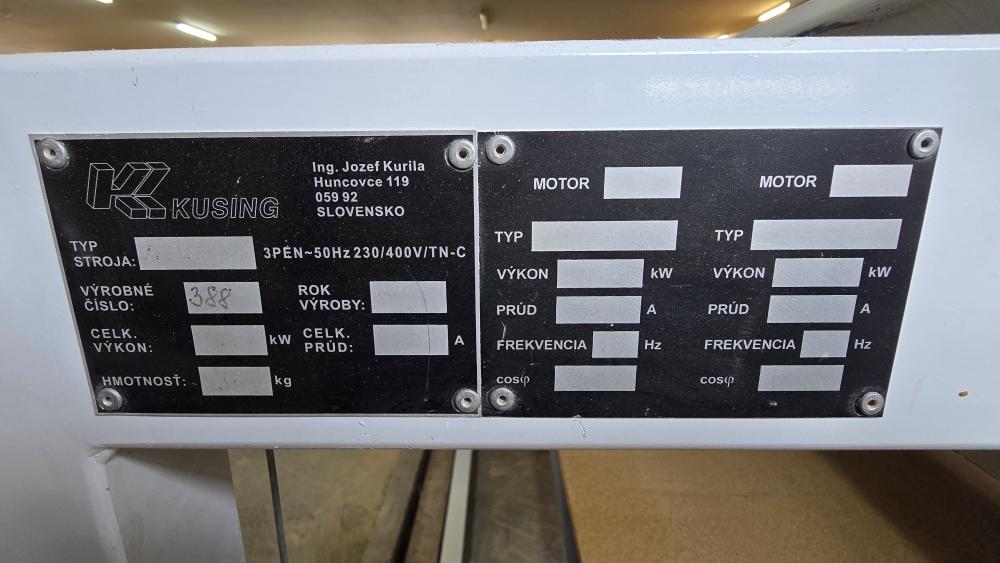 KUSING
Ing. Jozef Kurila
Huncovce 119
059 92
SLOVENSKO
TYP
STROJA:
3PEN~50Hz 230/400V/TN-C
VÝROBNÉ
ČÍSLO:
388
ROK
VÝROBY:
CELK.
VÝKON:
kW
CELK.
PRÚD:
A
HMOTNOSŤ:
kg
MOTOR
TYP
VÝKON
kW
PRÚD
A
FREKVENCIA
Hz
cosφ
MOTOR
TYP
VÝKON
kW
PRÚD
A
FREKVENCIA
Hz
cosφ